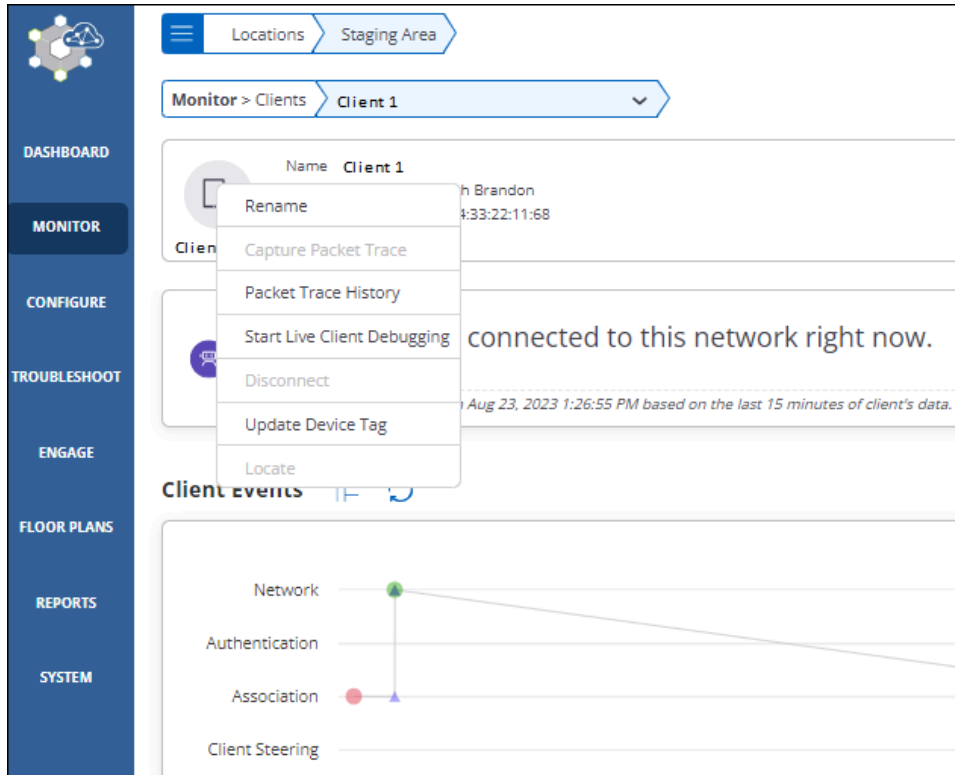 Locations Staging Area
Monitor > Clients Client 1
DASHBOARD
MONITOR
CONFIGURE
TROUBLESHOOT
ENGAGE
FLOOR PLANS
REPORTS
SYSTEM
Name Client 1
h Brandon
:33:22:11:68
Clien
Rename
Capture Packet Trace
Packet Trace History
Start Live Client Debugging
Disconnect
Update Device Tag
Locate
connected to this network right now.
Aug 23, 2023 1:26:55 PM based on the last 15 minutes of client's data.
Client Events
Network
Authentication
Association
Client Steering